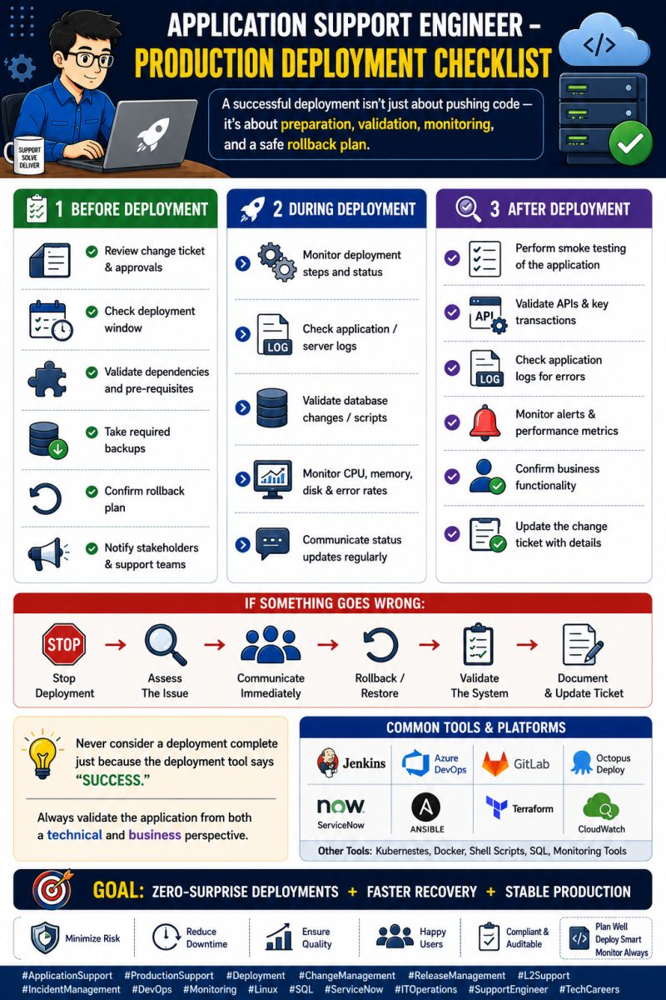 APPLICATION SUPPORT ENGINEER –
PRODUCTION DEPLOYMENT CHECKLIST
A successful deployment isn't just about pushing code —
it's about preparation, validation, monitoring,
and a safe rollback plan.
SUPPORT
SOLVE
DELIVER
</>
1 BEFORE DEPLOYMENT
Review change ticket
& approvals
Check deployment
window
Validate dependencies
and pre-requisites
Take required
backups
Confirm rollback
plan
Notify stakeholders
& support teams
2 DURING DEPLOYMENT
Monitor deployment
steps and status
LOG
Check application /
server logs
Validate database
changes / scripts
Monitor CPU, memory,
disk & error rates
Communicate status
updates regularly
3 AFTER DEPLOYMENT
Perform smoke testing
of the application
API
Validate APIs & key
transactions
LOG
Check application
logs for errors
Monitor alerts &
performance metrics
Confirm business
functionality
Update the change
ticket with details
IF SOMETHING GOES WRONG:
STOP
Stop
Deployment
Assess
The Issue
Communicate
Immediately
Rollback /
Restore
Validate
The System
Document
& Update Ticket
Never consider a deployment complete
just because the deployment tool says
“SUCCESS.”
Always validate the application from both
a technical and business perspective.
COMMON TOOLS & PLATFORMS
Jenkins
Azure
DevOps
GitLab
Octopus
Deploy
now
ServiceNow
A
ANSIBLE
Terraform
CloudWatch
Other Tools: Kubernestes, Docker, Shell Scripts, SQL, Monitoring Tools
GOAL: ZERO-SURPRISE DEPLOYMENTS + FASTER RECOVERY + STABLE PRODUCTION
Minimize Risk
Reduce
Downtime
Ensure
Quality
Happy
Users
Compliant &
Auditable
</>
Plan Well
Deploy Smart
Monitor Always
#ApplicationSupport #ProductionSupport #Deployment #ChangeManagement #ReleaseManagement #L2Support
#IncidentManagement #DevOps #Monitoring #Linux #SQL #ServiceNow #ITOperations #SupportEngineer #TechCareers